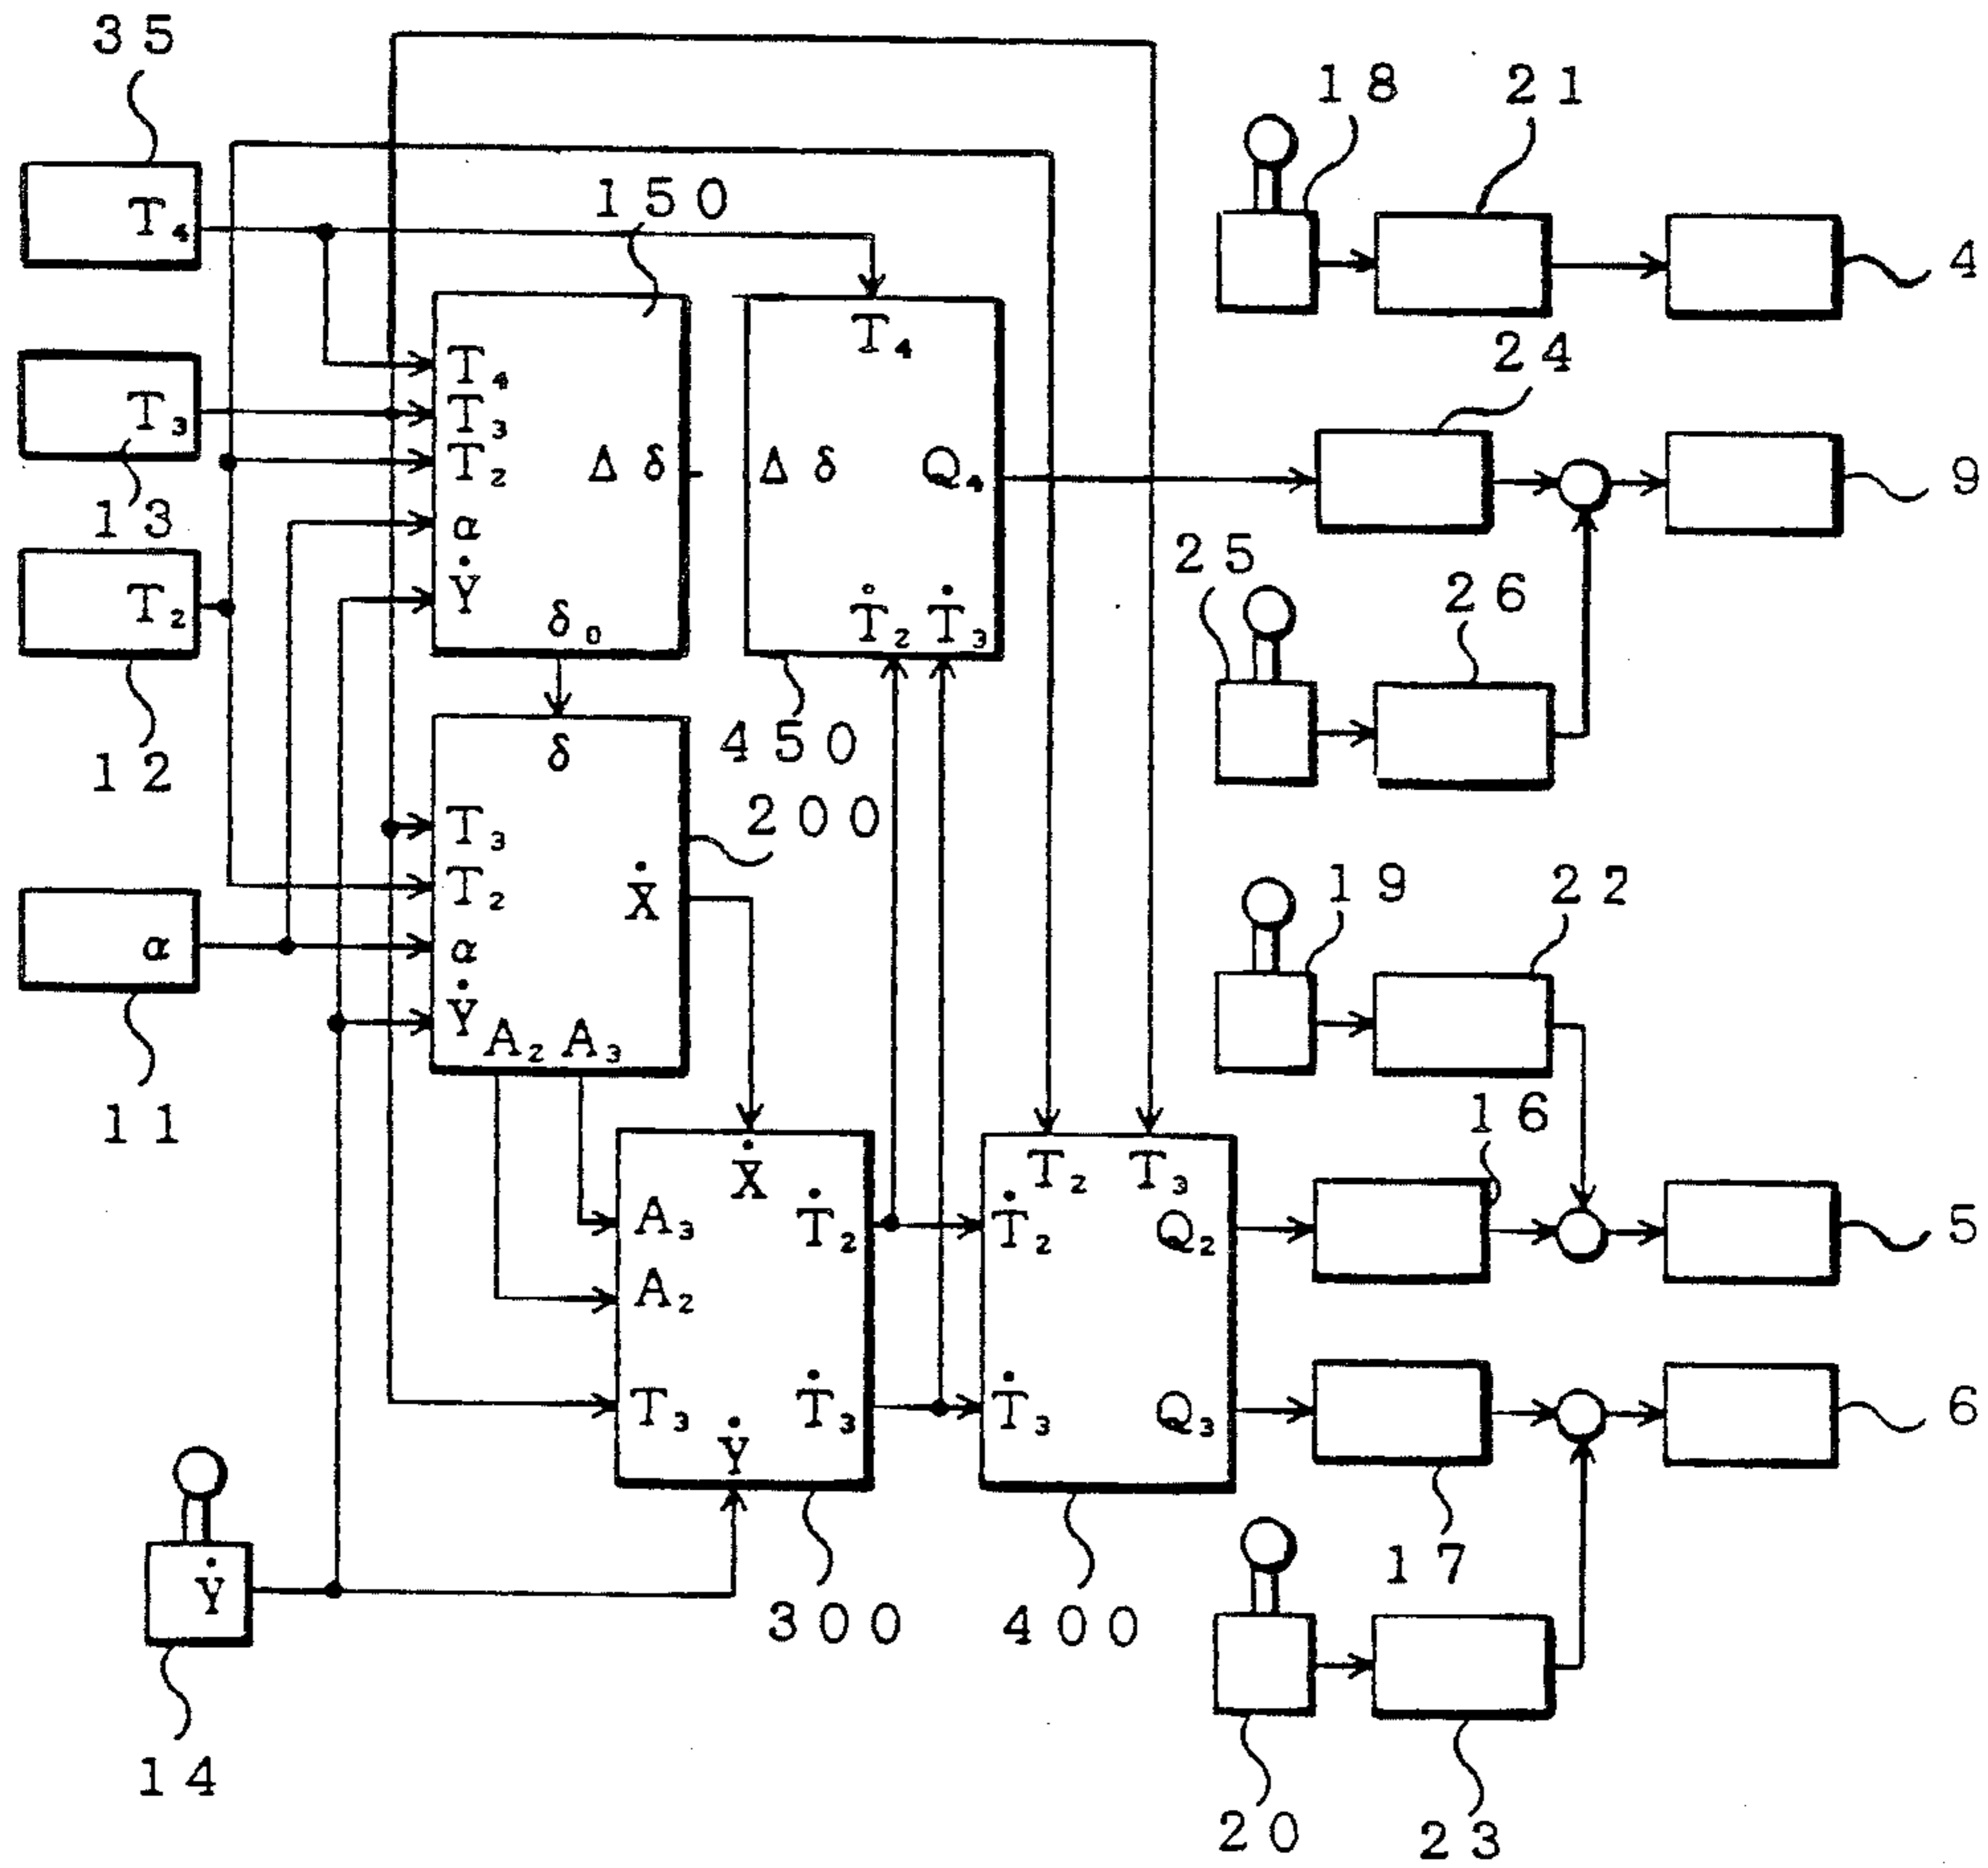 35
T₄
T₃
13
T₂
12
α
11
Ẏ
14
150
T₄
T₃
T₂
α
Ẏ
Δδ
δ₀
T₄
Δδ
Q₄
Ṫ₂ Ṫ₃
450
δ
200
T₃
T₂
α
Ẏ
Ẋ
A₂ A₃
Ẋ
A₃
A₂
T₃
Ẏ
Ṫ₂
Ṫ₃
300
T₂ T₃
Ṫ₂
Ṫ₃
Q₂
Q₃
400
18
21
4
24
9
25
26
19
22
16
5
6
17
20
23